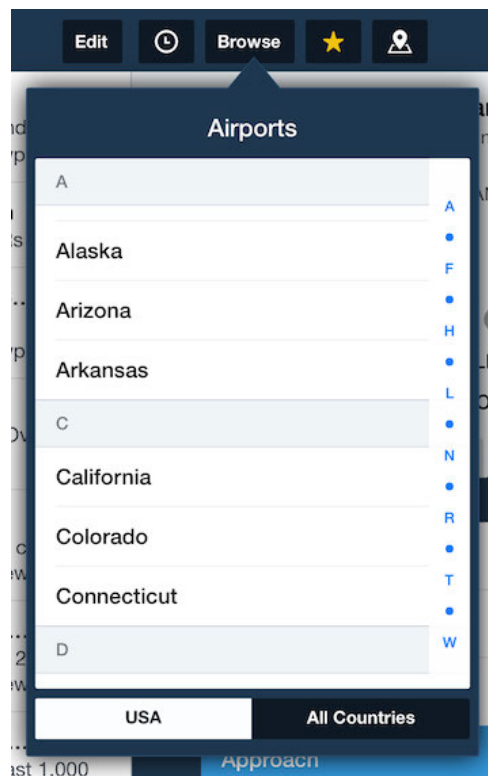 Edit Browse
Airports
A
Alaska
Arizona
Arkansas
C
California
Colorado
Connecticut
D
A
F
H
L
N
R
T
W
USA All Countries
Approach